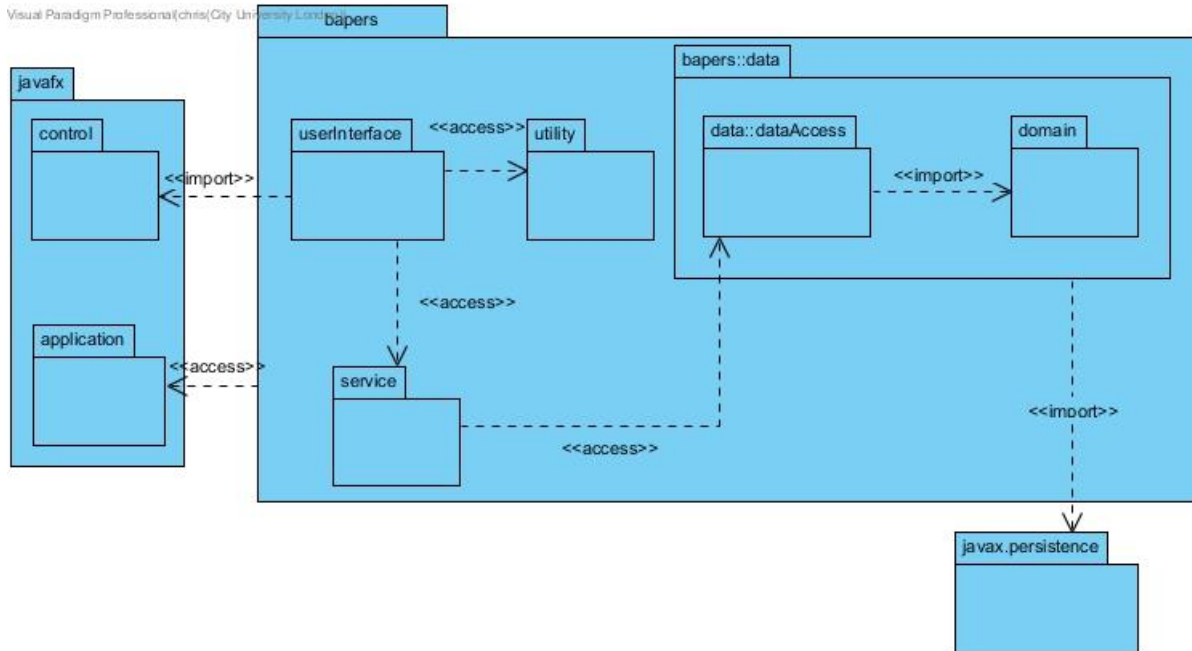 Visual Paradigm Professional(chris(City University London))
bapers
javafx
bapers::data
control
userInterface
<<access>>
utility
data::dataAccess
domain
<<import>>
<<import>>
<<access>>
application
<<access>>
service
<<import>>
<<access>>
javax.persistence